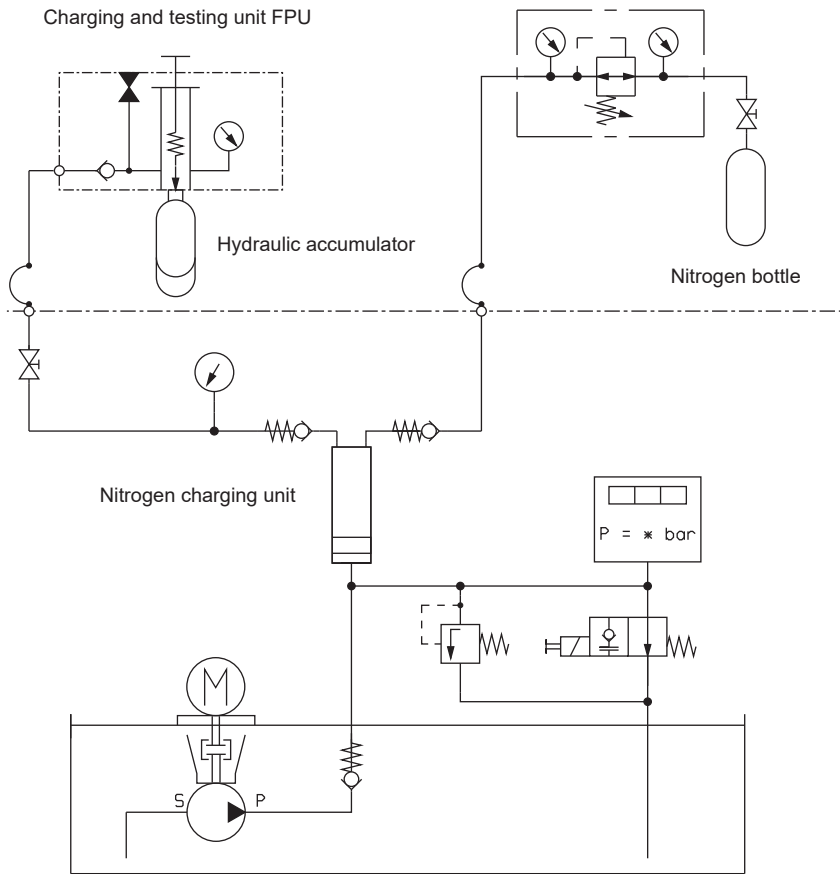 Charging and testing unit FPU
Hydraulic accumulator
Nitrogen bottle
Nitrogen charging unit
P = * bar
M
S
P